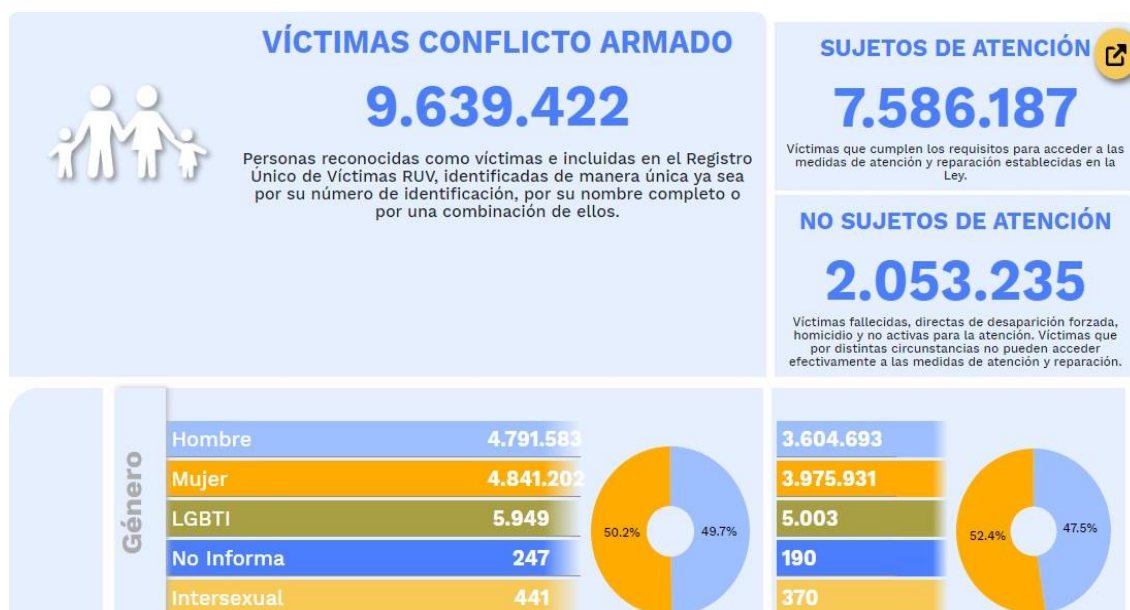 VÍCTIMAS CONFLICTO ARMADO
9.639.422
Personas reconocidas como víctimas e incluidas en el Registro
Único de Víctimas RUV, identificadas de manera única ya sea
por su número de identificación, por su nombre completo o
por una combinación de ellos.
SUJETOS DE ATENCIÓN
7.586.187
Víctimas que cumplen los requisitos para acceder a las
medidas de atención y reparación establecidas en la
Ley.
NO SUJETOS DE ATENCIÓN
2.053.235
Víctimas fallecidas, directas de desaparición forzada,
homicidio y no activas para la atención. Víctimas que
por distintas circunstancias no pueden acceder
efectivamente a las medidas de atención y reparación.
Género
Hombre 4.791.583
Mujer 4.841.202
LGBTI 5.949
No Informa 247
Intersexual 441
50.2% 49.7%
3.604.693
3.975.931
5.003
190
370
52.4% 47.5%